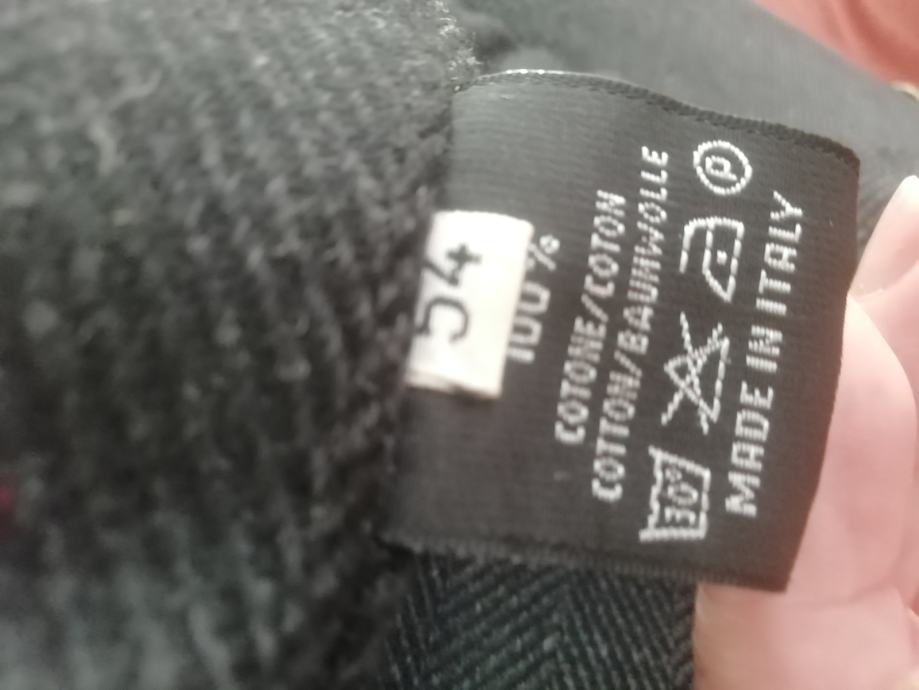 54
100%
COTONE/COTON
COTTON/BAUMWOLLE
30°
P
MADE IN ITALY